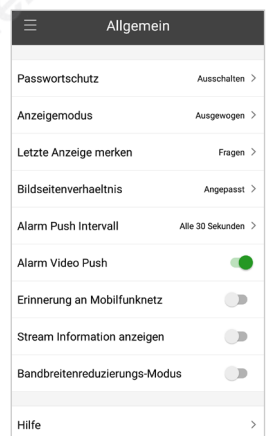 Allgemein
Passwortschutz Ausschalten
Anzeigemodus Ausgewogen
Letzte Anzeige merken Fragen
Bildseitenverhaeltnis Angepasst
Alarm Push Intervall Alle 30 Sekunden
Alarm Video Push
Erinnerung an Mobilfunknetz
Stream Information anzeigen
Bandbreitenreduzierungs-Modus
Hilfe